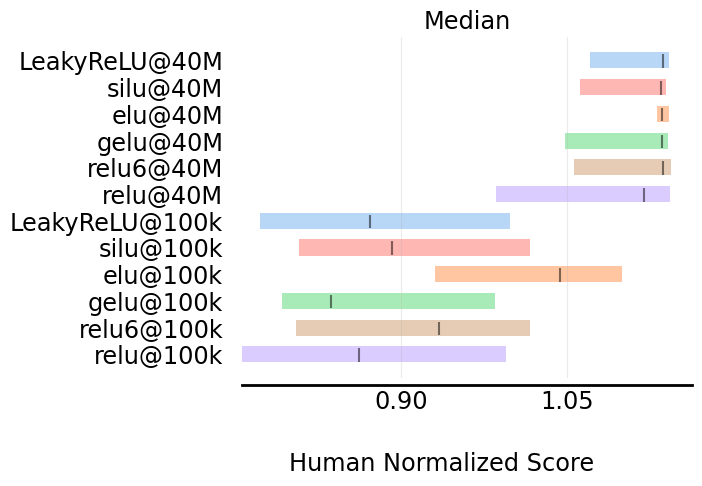 Median
LeakyReLU@40M
silu@40M
elu@40M
gelu@40M
relu6@40M
relu@40M
LeakyReLU@100k
silu@100k
elu@100k
gelu@100k
relu6@100k
relu@100k
0.90 1.05
Human Normalized Score